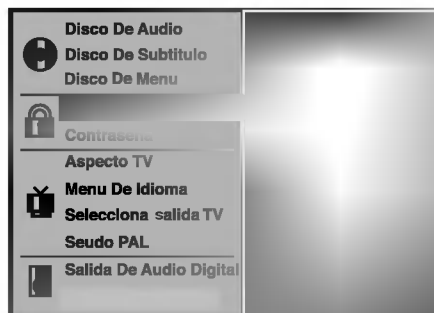 Disco De Audio
Disco De Subtitulo
Disco De Menu
Aspecto TV
Menu De Idioma
Selecciona salida TV
Seudo PAL
Salida De Audio Digital